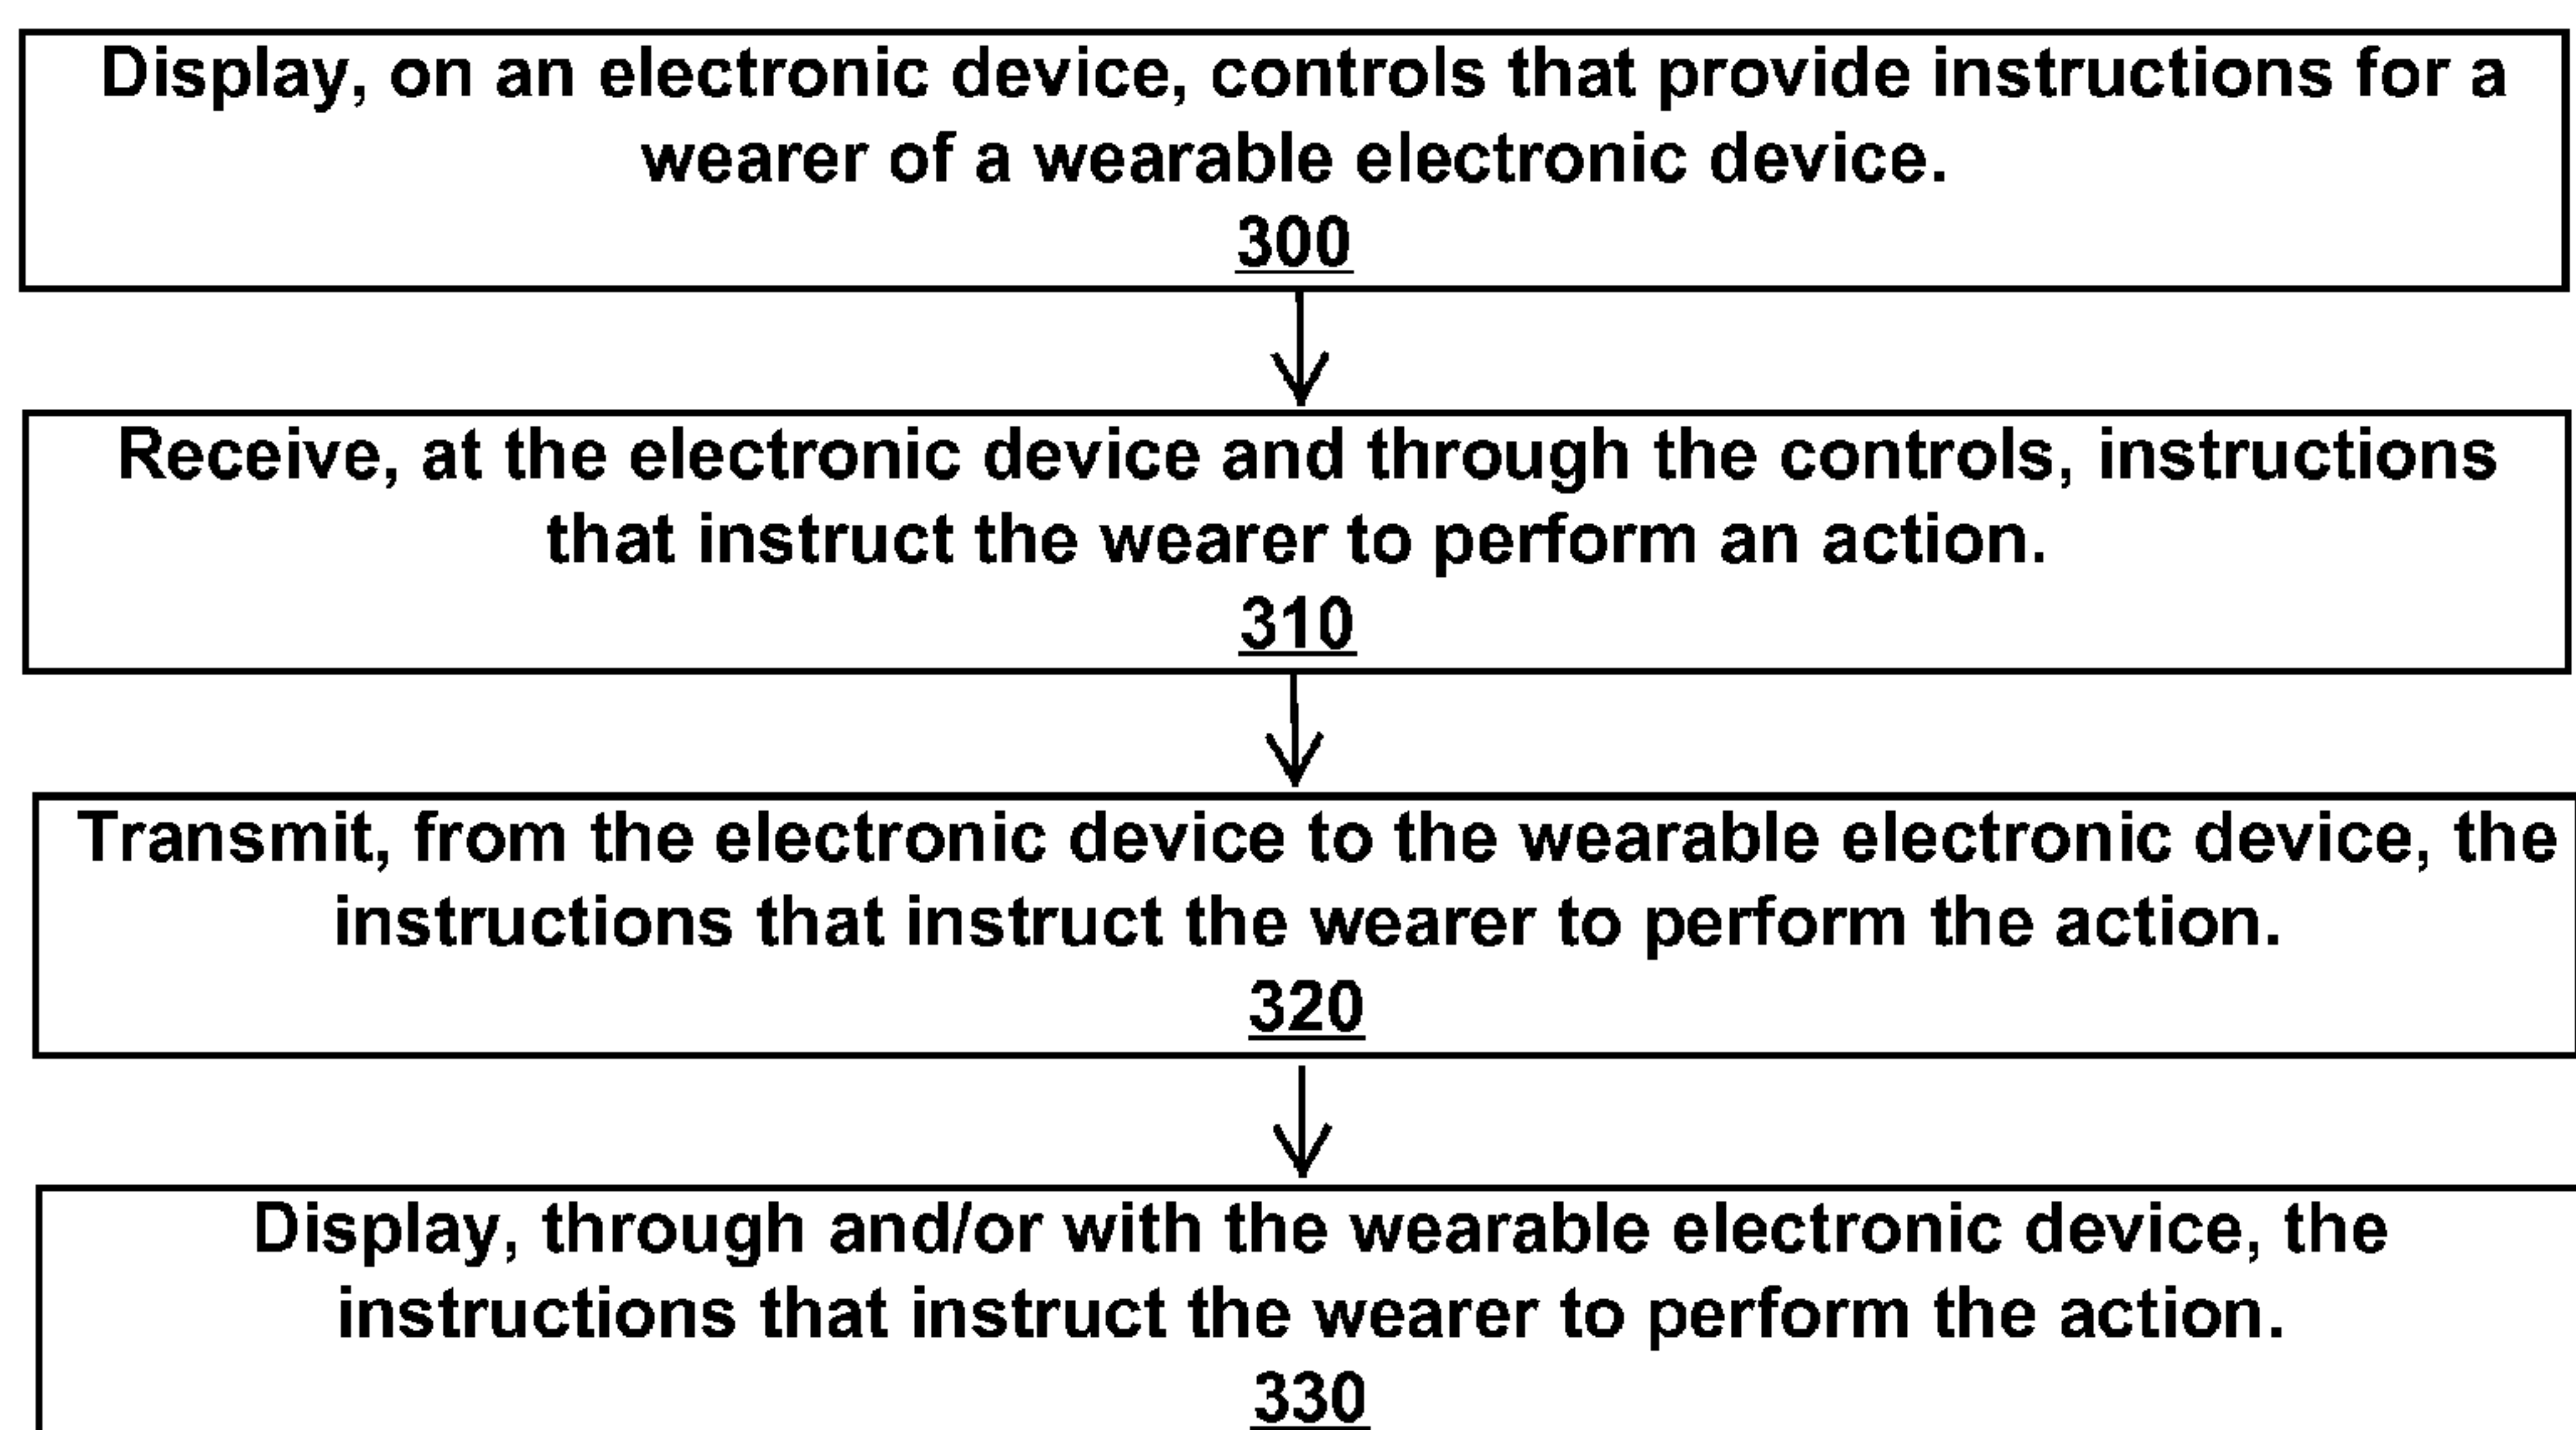 Display, on an electronic device, controls that provide instructions for a
wearer of a wearable electronic device.
300
Receive, at the electronic device and through the controls, instructions
that instruct the wearer to perform an action.
310
Transmit, from the electronic device to the wearable electronic device, the
instructions that instruct the wearer to perform the action.
320
Display, through and/or with the wearable electronic device, the
instructions that instruct the wearer to perform the action.
330